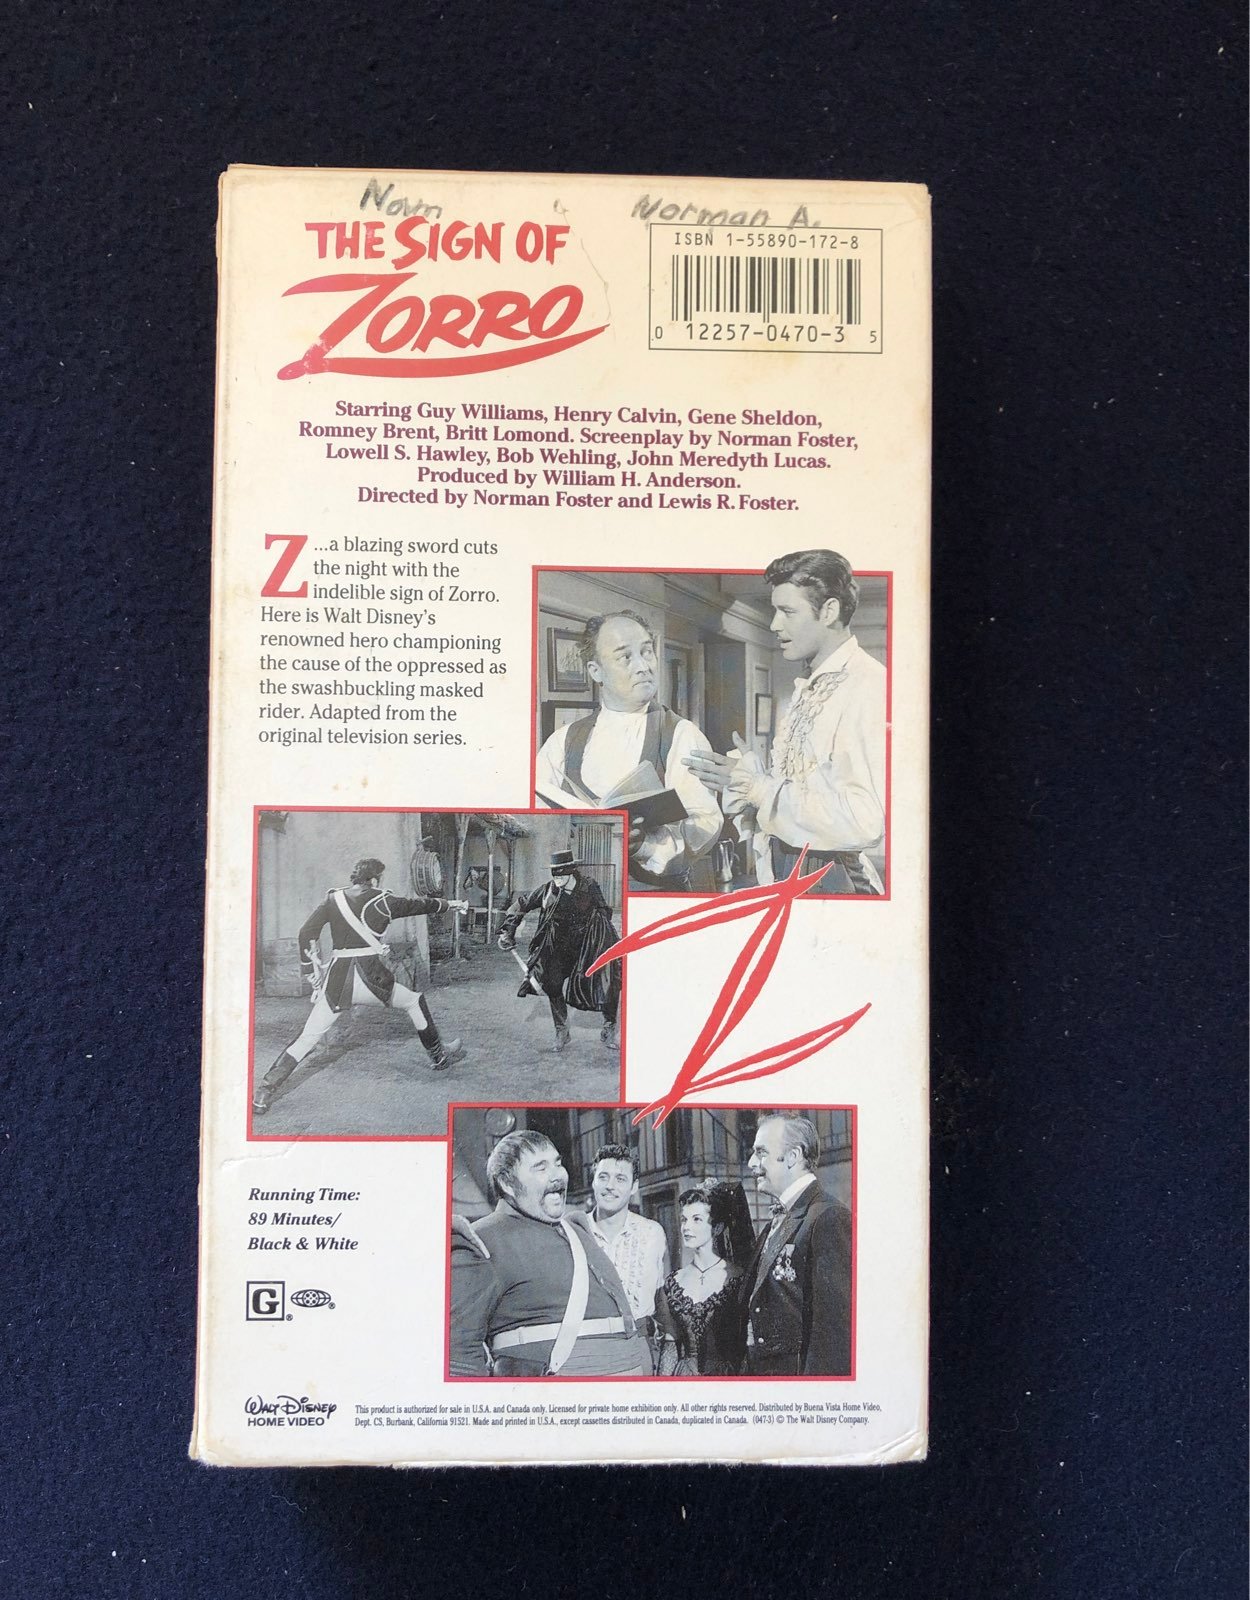 Norm
Norman A.
THE SIGN OF
ZORRO
ISBN 1-55890-172-8
0 12257-0470-3 5
Starring Guy Williams, Henry Calvin, Gene Sheldon,
Romney Brent, Britt Lomond. Screenplay by Norman Foster,
Lowell S. Hawley, Bob Wehling, John Meredyth Lucas.
Produced by William H. Anderson.
Directed by Norman Foster and Lewis R. Foster.
Z ...a blazing sword cuts
the night with the
indelible sign of Zorro.
Here is Walt Disney's
renowned hero championing
the cause of the oppressed as
the swashbuckling masked
rider. Adapted from the
original television series.
Z
Running Time:
89 Minutes/
Black & White
G® ®
WALT DISNEY
HOME VIDEO
This product is authorized for sale in U.S.A. and Canada only. Licensed for private home exhibition only. All other rights reserved. Distributed by Buena Vista Home Video,
Dept. CS, Burbank, California 91521. Made and printed in U.S.A., except cassettes distributed in Canada, duplicated in Canada. (047-3) © The Walt Disney Company.